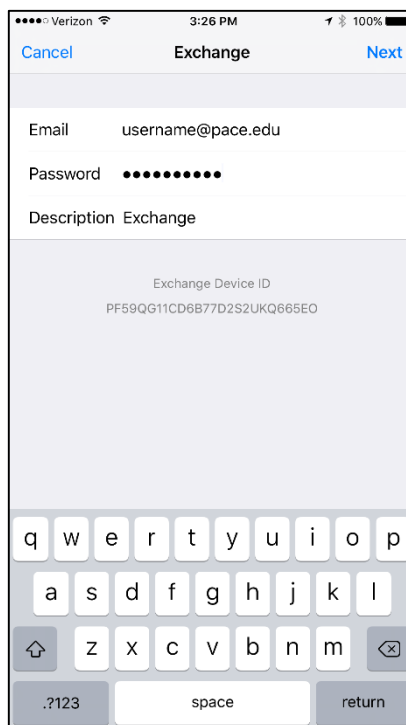 Verizon 3:26 PM 100%
Cancel Exchange Next
Email username@pace.edu
Password ••••••••••
Description Exchange
Exchange Device ID
PF59QG11CD6B77D2S2UKQ665EO
q w e r t y u i o p
a s d f g h j k l
z x c v b n m
.?123 space return